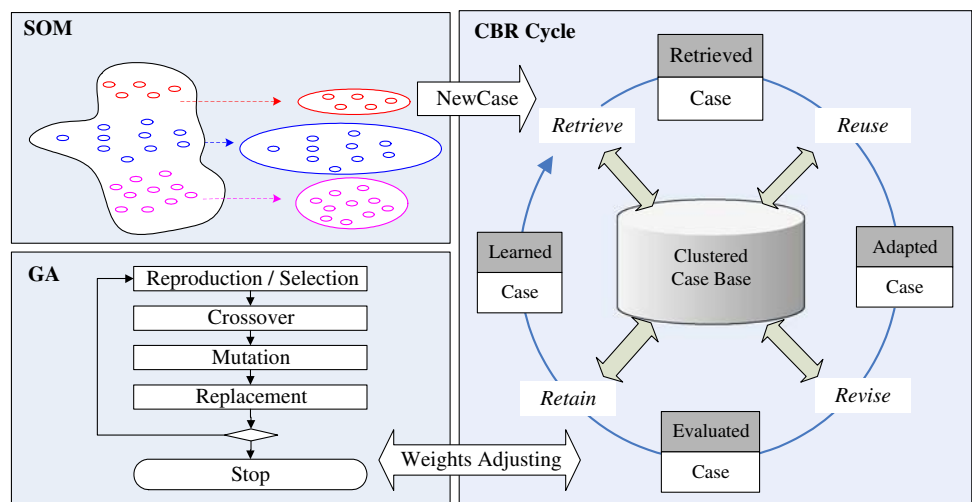 SOM
NewCase
CBR Cycle
Retrieved
Case
Retrieve
Reuse
Learned
Case
Clustered
Case Base
Adapted
Case
Retain
Revise
Evaluated
Case
GA
Reproduction / Selection
Crossover
Mutation
Replacement
Stop
Weights Adjusting